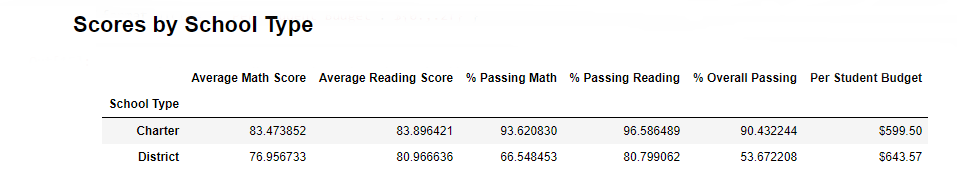 Scores by School Type
Average Math Score Average Reading Score % Passing Math % Passing Reading % Overall Passing Per Student Budget
School Type
Charter 83.473852 83.896421 93.620830 96.586489 90.432244 $599.50
District 76.956733 80.966636 66.548453 80.799062 53.672208 $643.57